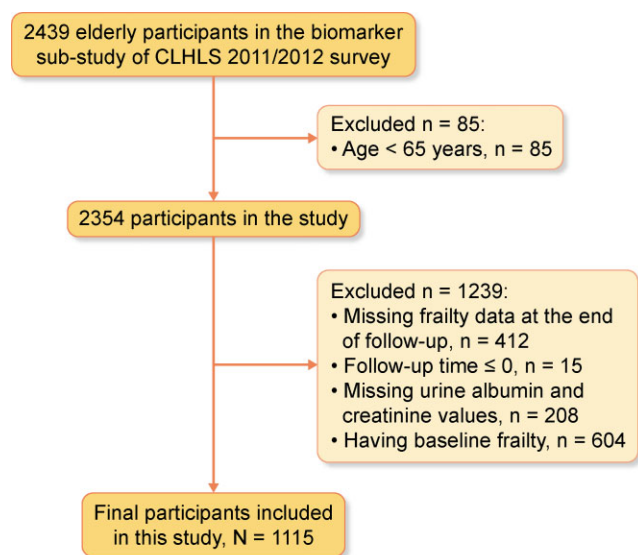 2439 elderly participants in the biomarker
sub-study of CLHLS 2011/2012 survey
Excluded n = 85:
• Age < 65 years, n = 85
2354 participants in the study
Excluded n = 1239:
• Missing frailty data at the end
of follow-up, n = 412
• Follow-up time ≤ 0, n = 15
• Missing urine albumin and
creatinine values, n = 208
• Having baseline frailty, n = 604
Final participants included
in this study, N = 1115